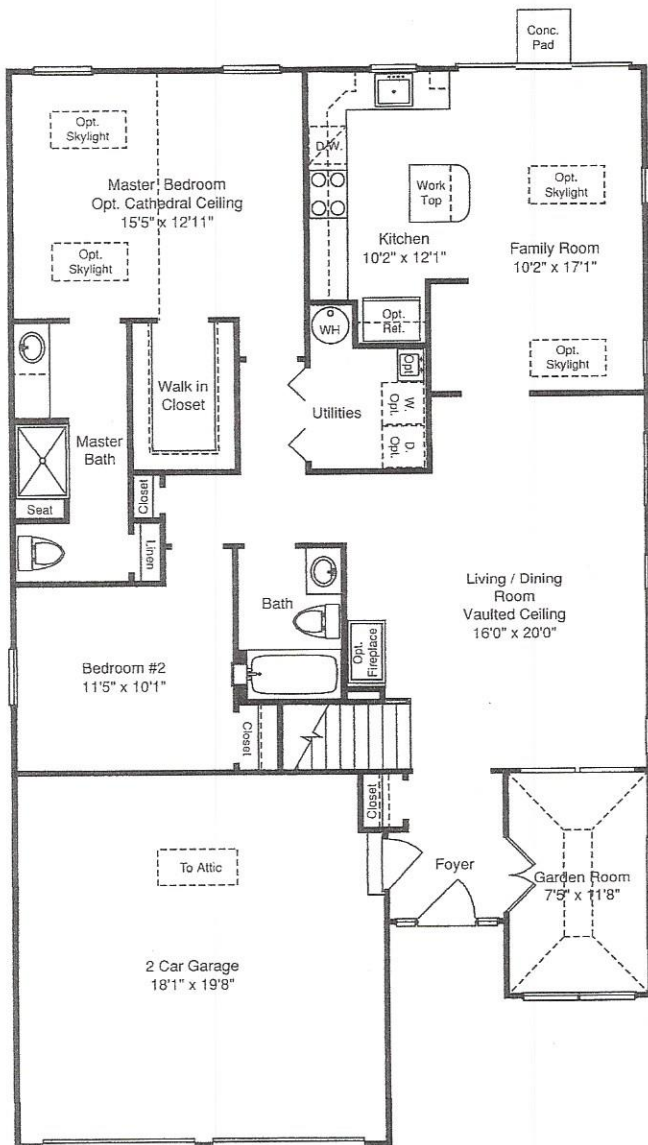 Conc.
Pad
Opt.
Skylight
D.W.
Master Bedroom
Opt. Cathedral Ceiling
15'5" x 12'11"
Work
Top
Opt.
Skylight
Kitchen
10'2" x 12'1"
Family Room
10'2" x 17'1"
Opt.
Skylight
Opt.
Ref.
WH
Opt.
Skylight
Opt.
Walk in
Closet
Utilities
W.
Opt.
D.
Opt.
Master
Bath
Seat
Closet
Linen
Living / Dining
Room
Vaulted Ceiling
16'0" x 20'0"
Bath
Opt.
Fireplace
Bedroom #2
11'5" x 10'1"
Closet
Closet
To Attic
Foyer
Garden Room
7'5" x 11'8"
2 Car Garage
18'1" x 19'8"